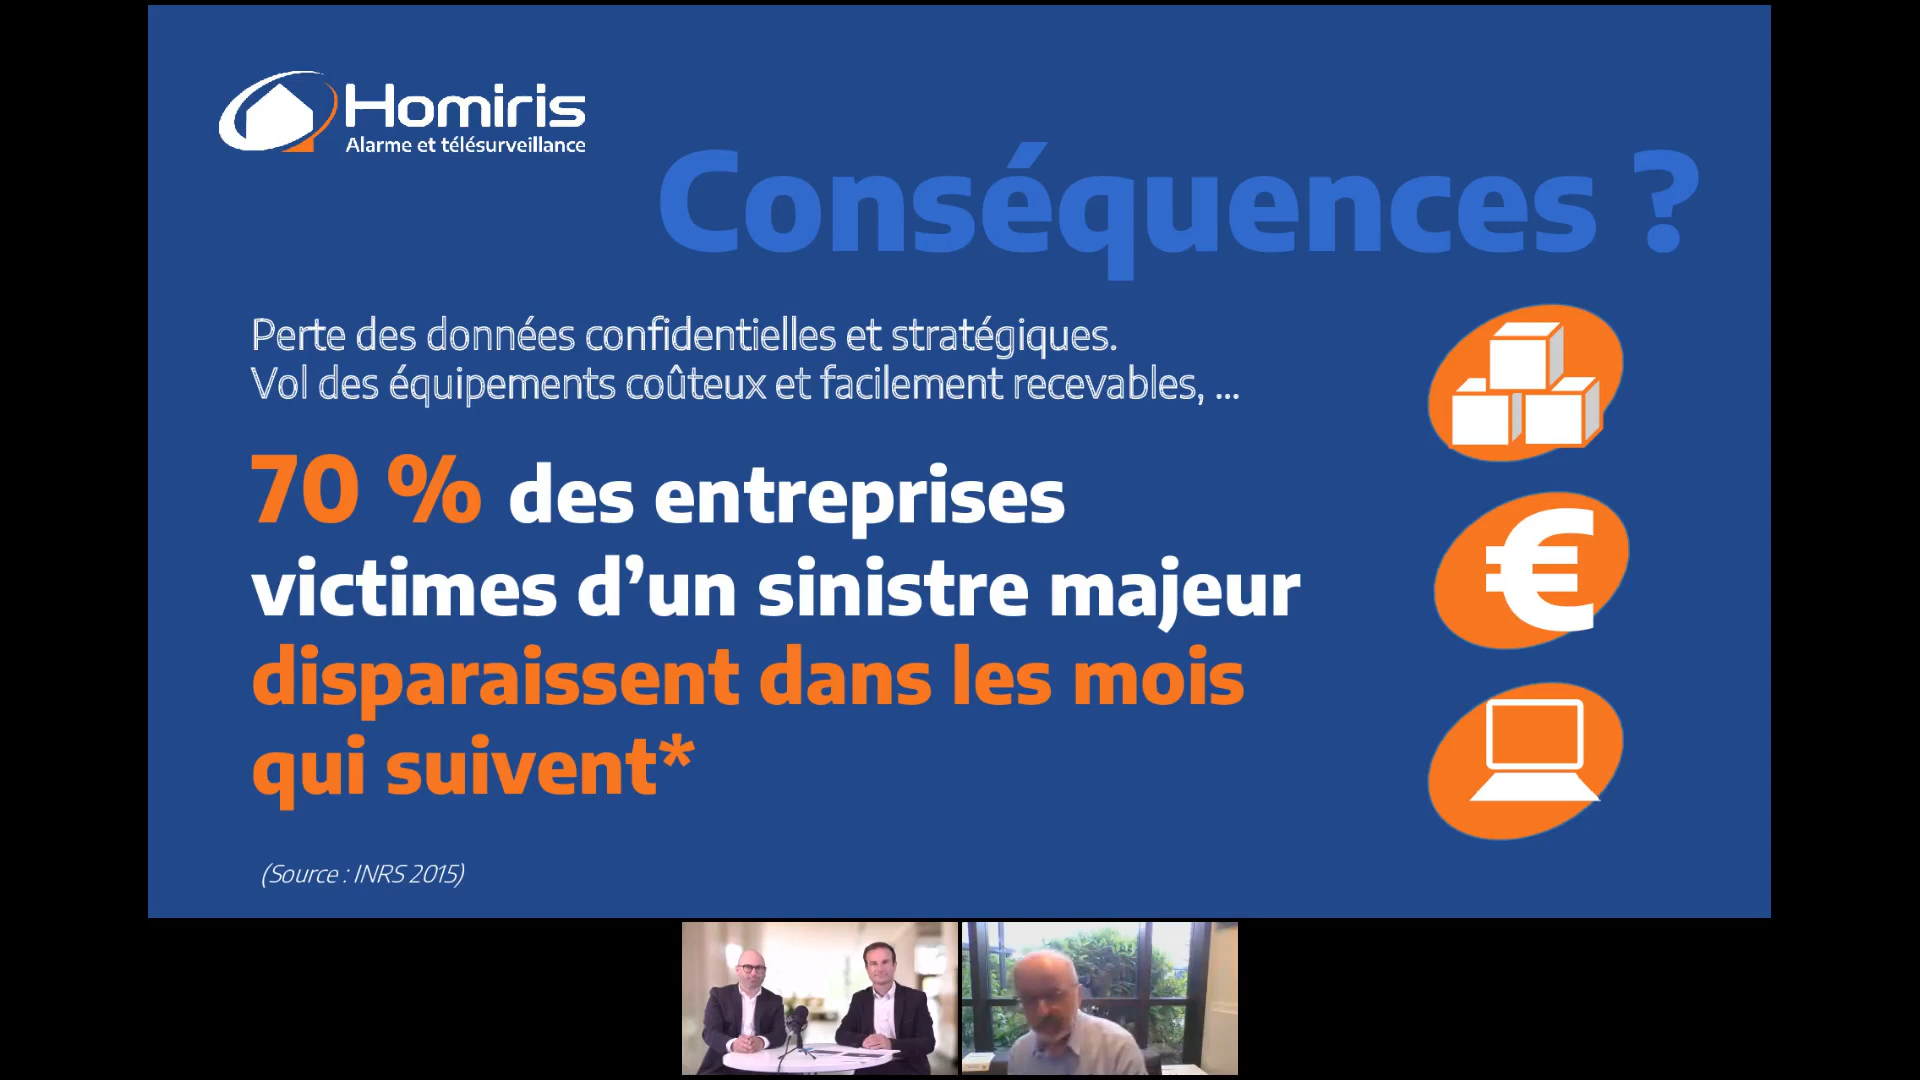 Homiris
Alarme et télésurveillance
Conséquences ?
Perte des données confidentielles et stratégiques.
Vol des équipements coûteux et facilement recevables, ...
70 % des entreprises
victimes d’un sinistre majeur
disparaissent dans les mois
qui suivent*
(Source : INRS 2015)